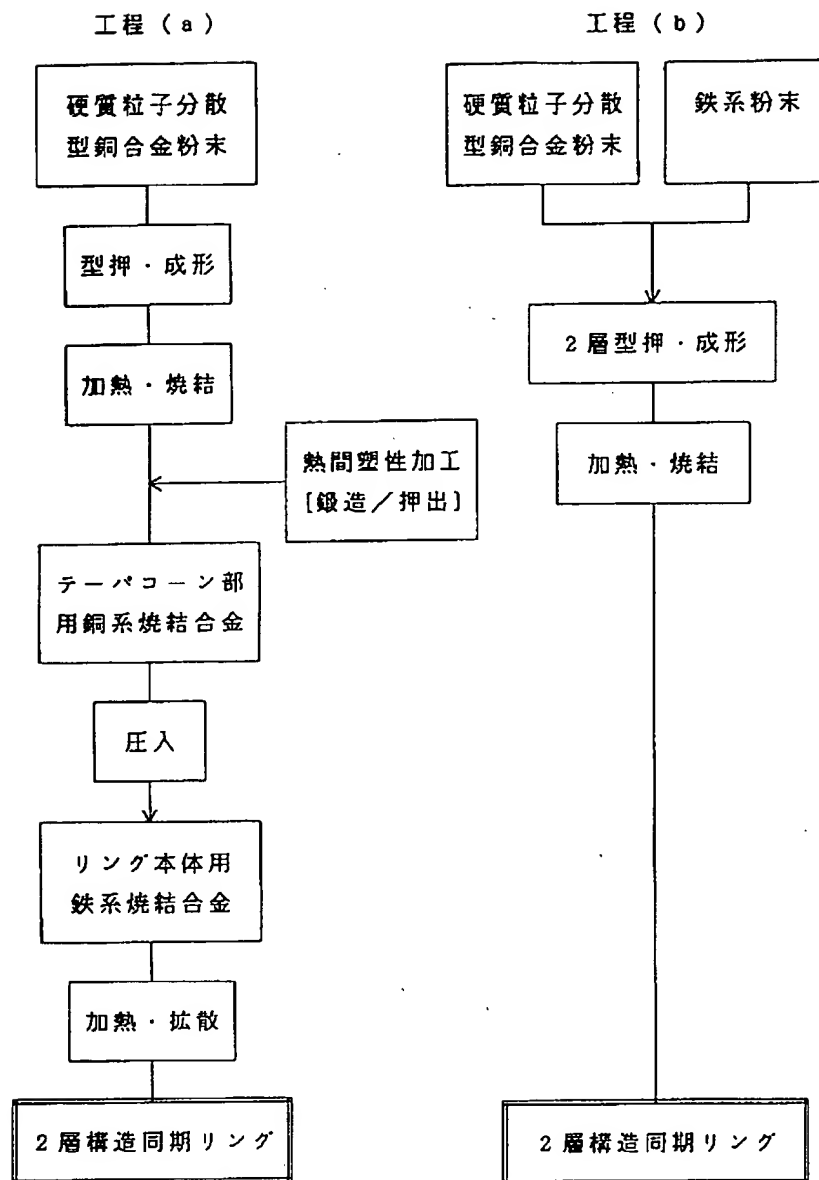 工程(a)
硬質粒子分散
型銅合金粉末
型押・成形
加熱・焼結
熱間塑性加工
[鍛造/押出]
テーパコーン部
用銅系焼結合金
圧入
リング本体用
鉄系焼結合金
加熱・拡散
2層構造同期リング
工程(b)
硬質粒子分散
型銅合金粉末
鉄系粉末
2層型押・成形
加熱・焼結
2層構造同期リング